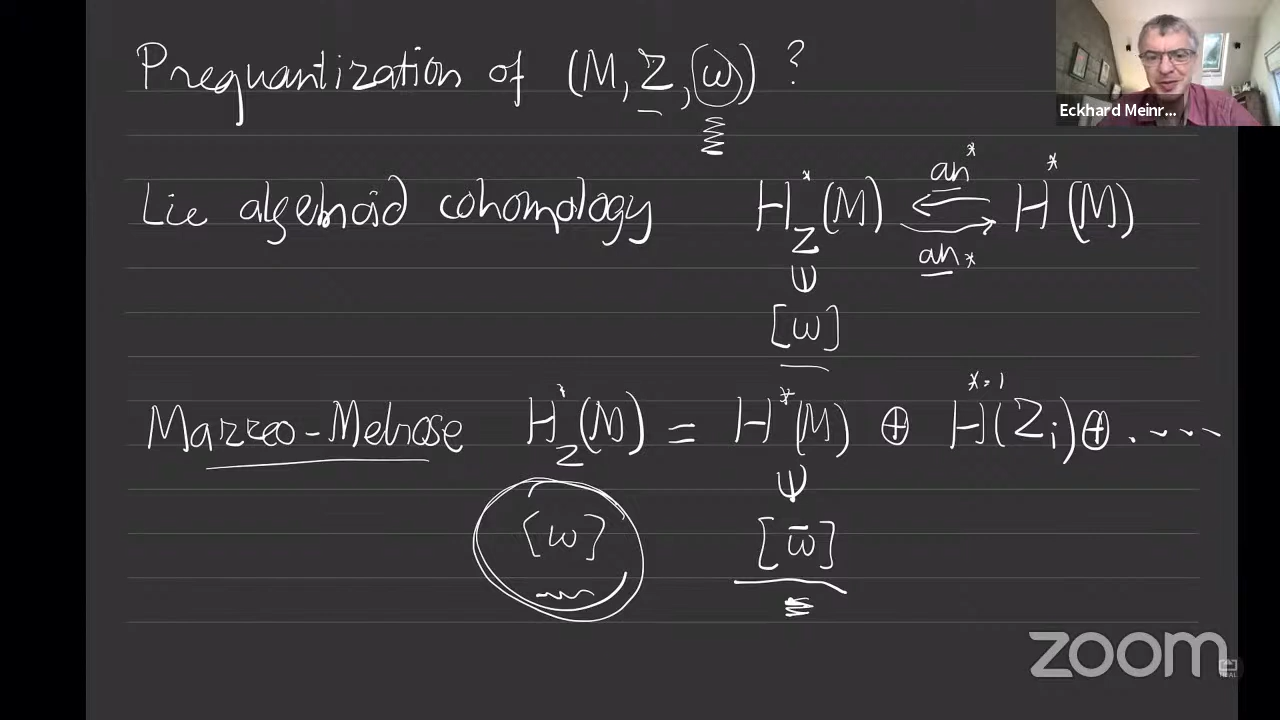 Prequantization of (M, Z, ω) ?
Eckhard Meinr...
Lie algebroid cohomology H*_Z(M) ⇄ H*(M)
an*
an_*
Ψ
[ω]
Mazzeo-Melrose H*_Z(M) = H*(M) ⊕ H^{*-1}(Z_i) ⊕ .....
Ψ
[ω] [ω̄]
zoom